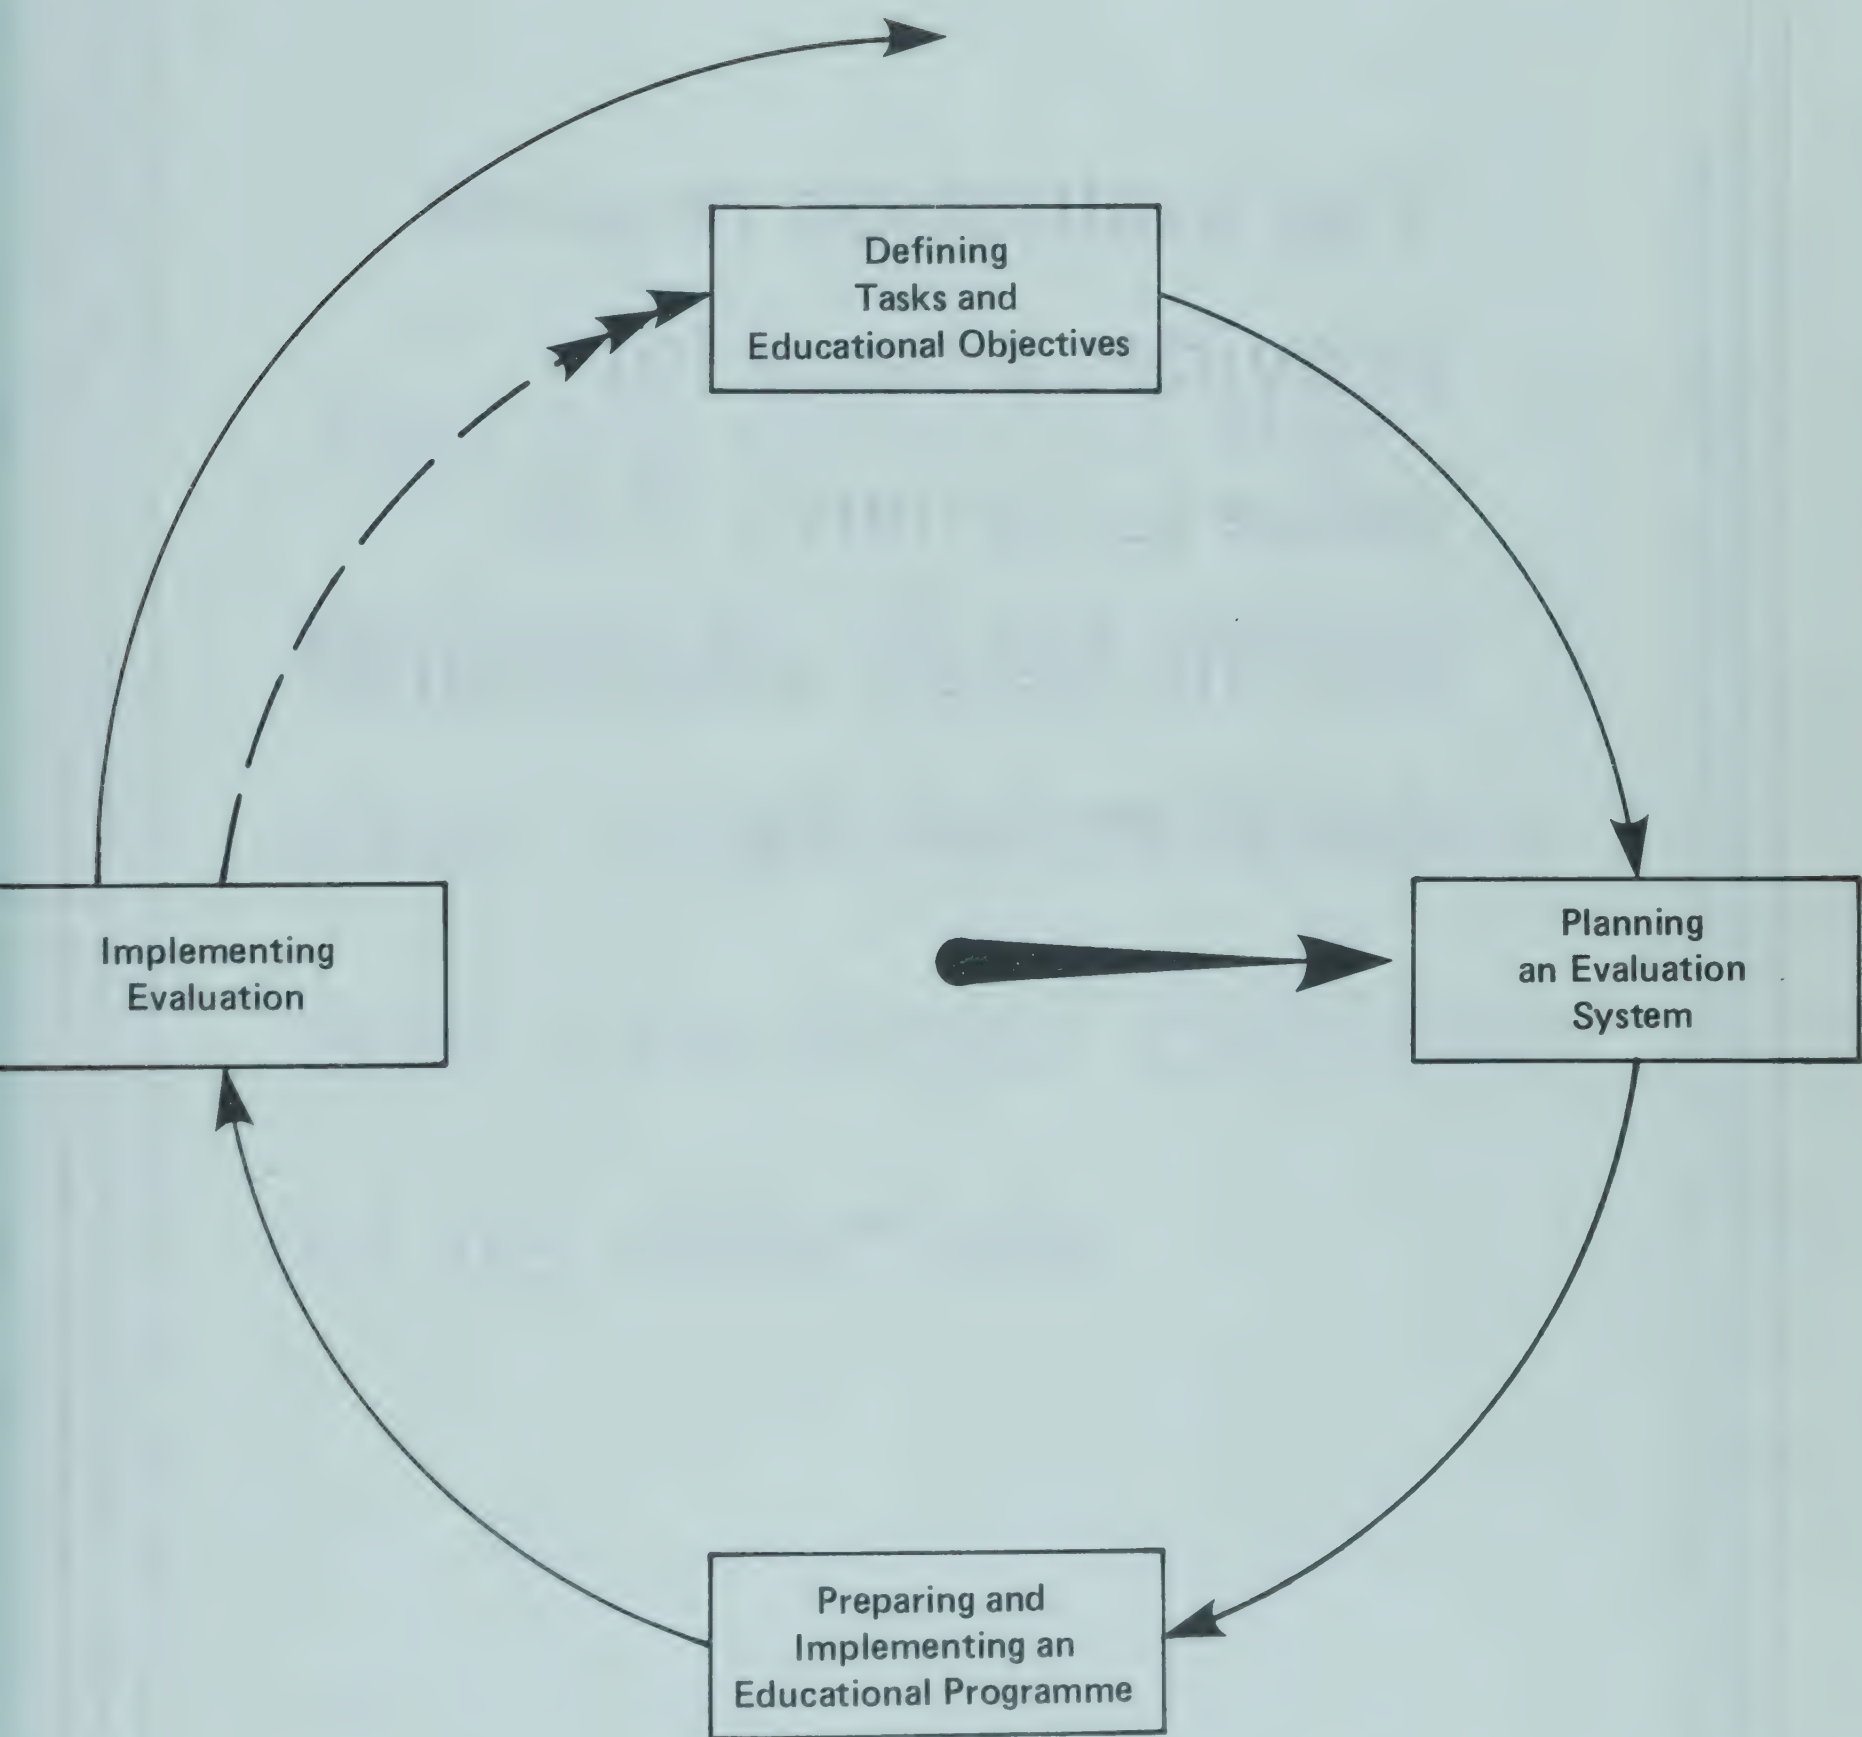 Defining
Tasks and
Educational Objectives
Implementing
Evaluation
Planning
an Evaluation
System
Preparing and
Implementing an
Educational Programme